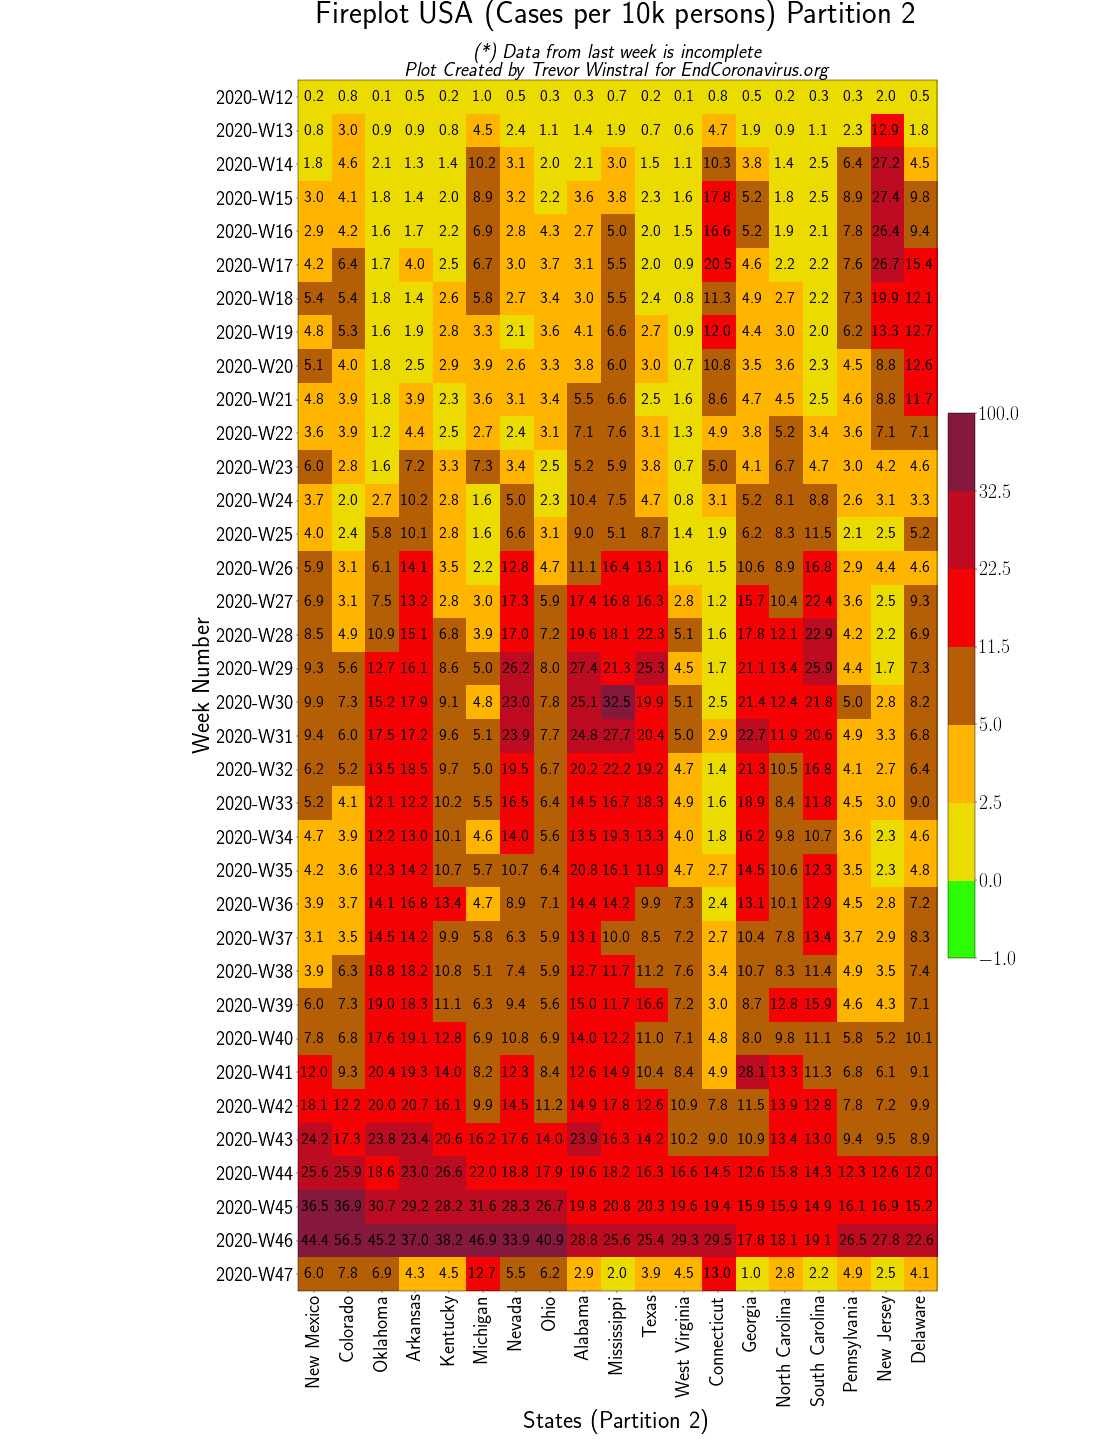 Fireplot USA (Cases per 10k persons) Partition 2
(*) Data from last week is incomplete
Plot Created by Trevor Winstral for EndCoronavirus.org
2020-W12 0.2 0.8 0.1 0.5 0.2 1.0 0.5 0.3 0.3 0.7 0.2 0.1 0.8 0.5 0.2 0.3 0.3 2.0 0.5
2020-W13 0.8 3.0 0.9 0.9 0.8 4.5 2.4 1.1 1.4 1.9 0.7 0.6 4.7 1.9 0.9 1.1 2.3 12.9 1.8
2020-W14 1.8 4.6 2.1 1.3 1.4 10.2 3.1 2.0 2.1 3.0 1.5 1.1 10.3 3.8 1.4 2.5 6.4 27.2 4.5
2020-W15 3.0 4.1 1.8 1.4 2.0 8.9 3.2 2.2 3.6 3.8 2.3 1.6 17.8 5.2 1.8 2.5 8.9 27.4 9.8
2020-W16 2.9 4.2 1.6 1.7 2.2 6.9 2.8 4.3 2.7 5.0 2.0 1.5 16.6 5.2 1.9 2.1 7.8 26.4 9.4
2020-W17 4.2 6.4 1.7 4.0 2.5 6.7 3.0 3.7 3.1 5.5 2.0 0.9 20.5 4.6 2.2 2.2 7.6 26.7 15.4
2020-W18 5.4 5.4 1.8 1.4 2.6 5.8 2.7 3.4 3.0 5.5 2.4 0.8 11.3 4.9 2.7 2.2 7.3 19.9 12.1
2020-W19 4.8 5.3 1.6 1.9 2.8 3.3 2.1 3.6 4.1 6.6 2.7 0.9 12.0 4.4 3.0 2.0 6.2 13.3 12.7
2020-W20 5.1 4.0 1.8 2.5 2.9 3.9 2.6 3.3 3.8 6.0 3.0 0.7 10.8 3.5 3.6 2.3 4.5 8.8 12.6
2020-W21 4.8 3.9 1.8 3.9 2.3 3.6 3.1 3.4 5.5 6.6 2.5 1.6 8.6 4.7 4.5 2.5 4.6 8.8 11.7
2020-W22 3.6 3.9 1.2 4.4 2.5 2.7 2.4 3.1 7.1 7.6 3.1 1.3 4.9 3.8 5.2 3.4 3.6 7.1 7.1
2020-W23 6.0 2.8 1.6 7.2 3.3 7.3 3.4 2.5 5.2 5.9 3.8 0.7 5.0 4.1 6.7 4.7 3.0 4.2 4.6
2020-W24 3.7 2.0 2.7 10.2 2.8 1.6 5.0 2.3 10.4 7.5 4.7 0.8 3.1 5.2 8.1 8.8 2.6 3.1 3.3
2020-W25 4.0 2.4 5.8 10.1 2.8 1.6 6.6 3.1 9.0 5.1 8.7 1.4 1.9 6.2 8.3 11.5 2.1 2.5 5.2
2020-W26 5.9 3.1 6.1 14.1 3.5 2.2 12.8 4.7 11.1 16.4 13.1 1.6 1.5 10.6 8.9 16.8 2.9 4.4 4.6
2020-W27 6.9 3.1 7.5 13.2 2.8 3.0 17.3 5.9 17.4 16.8 16.3 2.8 1.2 15.7 10.4 22.4 3.6 2.5 9.3
2020-W28 8.5 4.9 10.9 15.1 6.8 3.9 17.0 7.2 19.6 18.1 22.3 5.1 1.6 17.8 12.1 22.9 4.2 2.2 6.9
2020-W29 9.3 5.6 12.7 16.1 8.6 5.0 26.2 8.0 27.4 21.3 25.3 4.5 1.7 21.1 13.4 25.9 4.4 1.7 7.3
2020-W30 9.9 7.3 15.2 17.9 9.1 4.8 23.0 7.8 25.1 32.5 19.9 5.1 2.5 21.4 12.4 21.8 5.0 2.8 8.2
2020-W31 9.4 6.0 17.5 17.2 9.6 5.1 23.9 7.7 24.8 27.7 20.4 5.0 2.9 22.7 11.9 20.6 4.9 3.3 6.8
2020-W32 6.2 5.2 13.5 18.5 9.7 5.0 19.5 6.7 20.2 22.2 19.2 4.7 1.4 21.3 10.5 16.8 4.1 2.7 6.4
2020-W33 5.2 4.1 12.1 12.2 10.2 5.5 16.5 6.4 14.5 16.7 18.3 4.9 1.6 18.9 8.4 11.8 4.5 3.0 9.0
2020-W34 4.7 3.9 12.2 13.0 10.1 4.6 14.0 5.6 13.5 19.3 13.3 4.0 1.8 16.2 9.8 10.7 3.6 2.3 4.6
2020-W35 4.2 3.6 12.3 14.2 10.7 5.7 10.7 6.4 20.8 16.1 11.9 4.7 2.7 14.5 10.6 12.3 3.5 2.3 4.8
2020-W36 3.9 3.7 14.1 16.8 13.4 4.7 8.9 7.1 14.4 14.2 9.9 7.3 2.4 13.1 10.1 12.9 4.5 2.8 7.2
2020-W37 3.1 3.5 14.5 14.2 9.9 5.8 6.3 5.9 13.1 10.0 8.5 7.2 2.7 10.4 7.8 13.4 3.7 2.9 8.3
2020-W38 3.9 6.3 18.8 18.2 10.8 5.1 7.4 5.9 12.7 11.7 11.2 7.6 3.4 10.7 8.3 11.4 4.9 3.5 7.4
2020-W39 6.0 7.3 19.0 18.3 11.1 6.3 9.4 5.6 15.0 11.7 16.6 7.2 3.0 8.7 12.8 15.9 4.6 4.3 7.1
2020-W40 7.8 6.8 17.6 19.1 12.8 6.9 10.8 6.9 14.0 12.2 11.0 7.1 4.8 8.0 9.8 11.1 5.8 5.2 10.1
2020-W41 12.0 9.3 20.4 19.3 14.0 8.2 12.3 8.4 12.6 14.9 10.4 8.4 4.9 28.1 13.3 11.3 6.8 6.1 9.1
2020-W42 18.1 12.2 20.0 20.7 16.1 9.9 14.5 11.2 14.9 17.8 12.6 10.9 7.8 11.5 13.9 12.8 7.8 7.2 9.9
2020-W43 24.2 17.3 23.8 23.4 20.6 16.2 17.6 14.0 23.9 16.3 14.2 10.2 9.0 10.9 13.4 13.0 9.4 9.5 8.9
2020-W44 25.6 25.9 18.6 23.0 26.6 22.0 18.8 17.9 19.6 18.2 16.3 16.6 14.5 12.6 15.8 14.3 12.3 12.6 12.0
2020-W45 36.5 36.9 30.7 29.2 28.2 31.6 28.3 26.7 19.8 20.8 20.3 19.6 19.4 15.9 15.9 14.9 16.1 16.9 15.2
2020-W46 44.4 56.5 45.2 37.0 38.2 46.9 33.9 40.9 28.8 25.6 25.4 29.3 29.5 17.8 18.1 19.1 26.5 27.8 22.6
2020-W47 6.0 7.8 6.9 4.3 4.5 12.7 5.5 6.2 2.9 2.0 3.9 4.5 13.0 1.0 2.8 2.2 4.9 2.5 4.1
Week Number
New Mexico
Colorado
Oklahoma
Arkansas
Kentucky
Michigan
Nevada
Ohio
Alabama
Mississippi
Texas
West Virginia
Connecticut
Georgia
North Carolina
South Carolina
Pennsylvania
New Jersey
Delaware
States (Partition 2)
100.0
32.5
22.5
11.5
5.0
2.5
0.0
−1.0